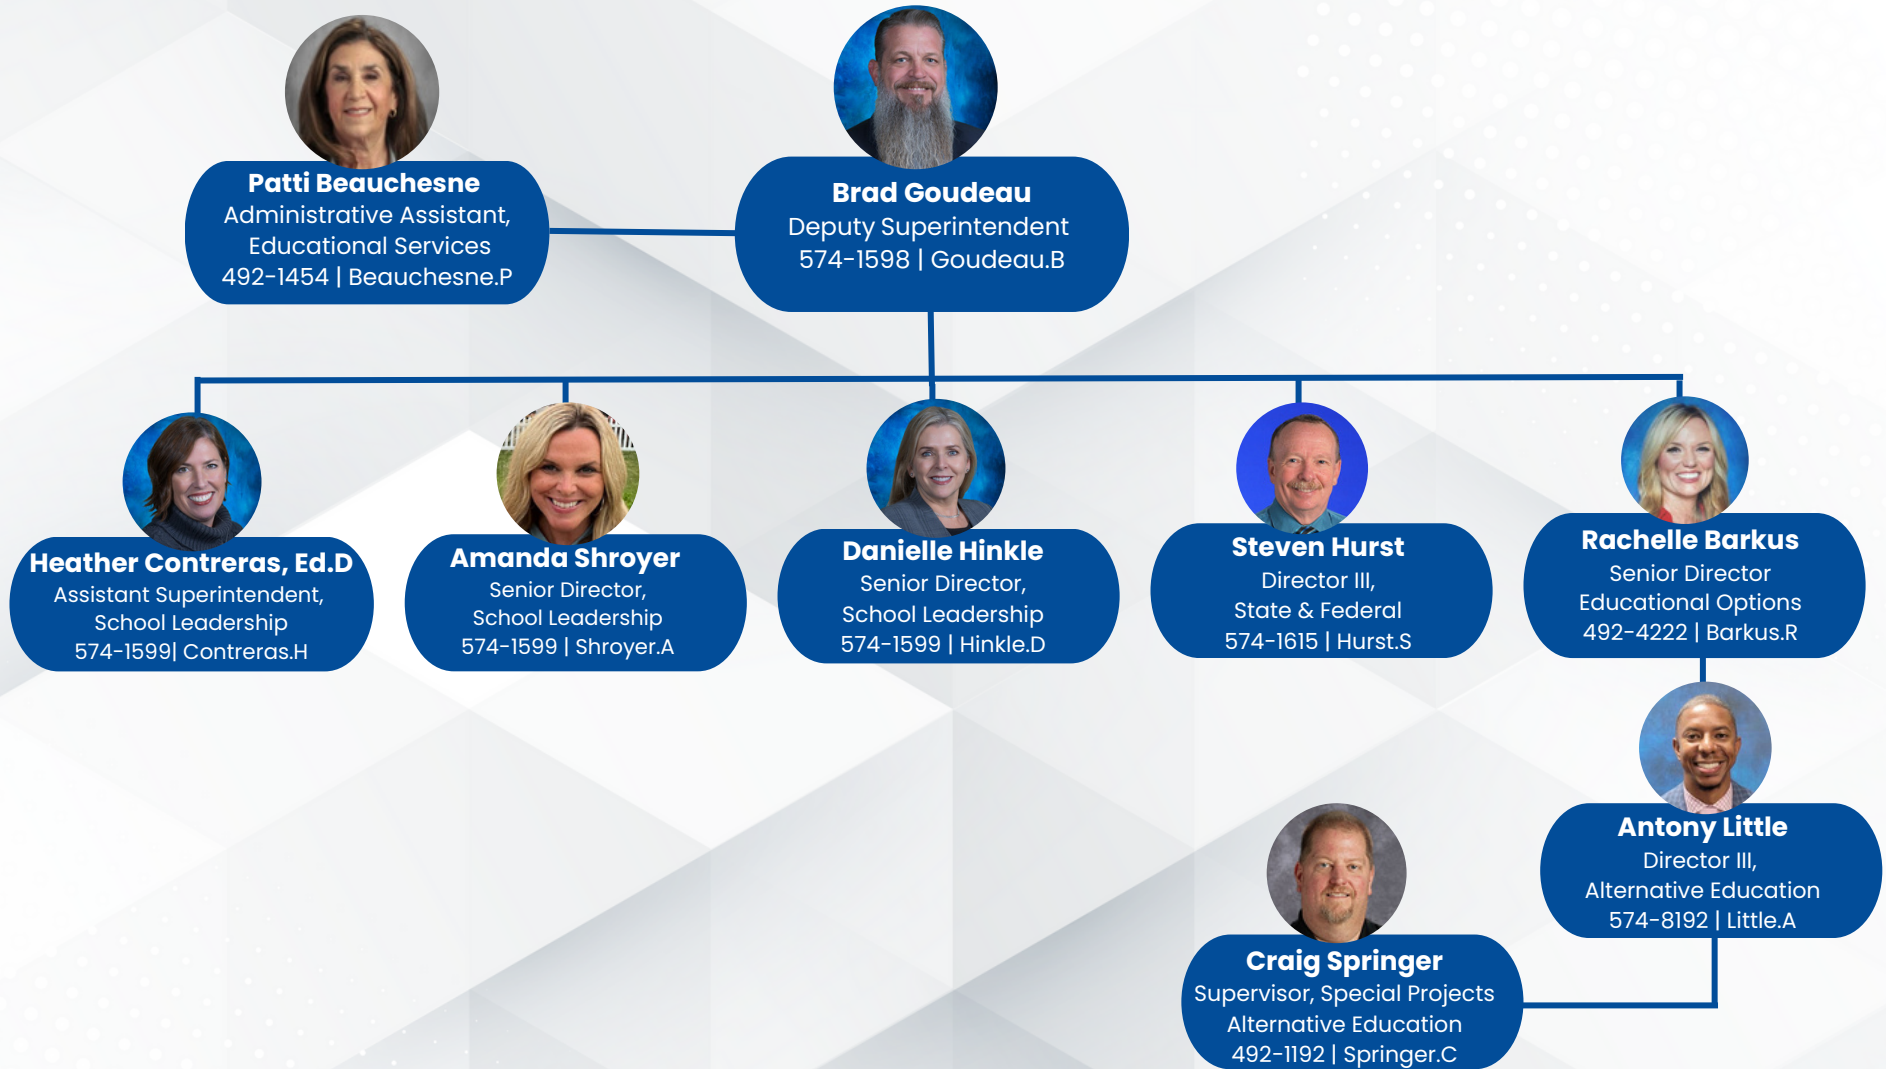 Patti Beauchesne
Administrative Assistant,
Educational Services
492-1454 | Beauchesne.P
Brad Goudeau
Deputy Superintendent
574-1598 | Goudeau.B
Heather Contreras, Ed.D
Assistant Superintendent,
School Leadership
574-1599| Contreras.H
Amanda Shroyer
Senior Director,
School Leadership
574-1599 | Shroyer.A
Danielle Hinkle
Senior Director,
School Leadership
574-1599 | Hinkle.D
Steven Hurst
Director III,
State & Federal
574-1615 | Hurst.S
Rachelle Barkus
Senior Director
Educational Options
492-4222 | Barkus.R
Antony Little
Director III,
Alternative Education
574-8192 | Little.A
Craig Springer
Supervisor, Special Projects
Alternative Education
492-1192 | Springer.C